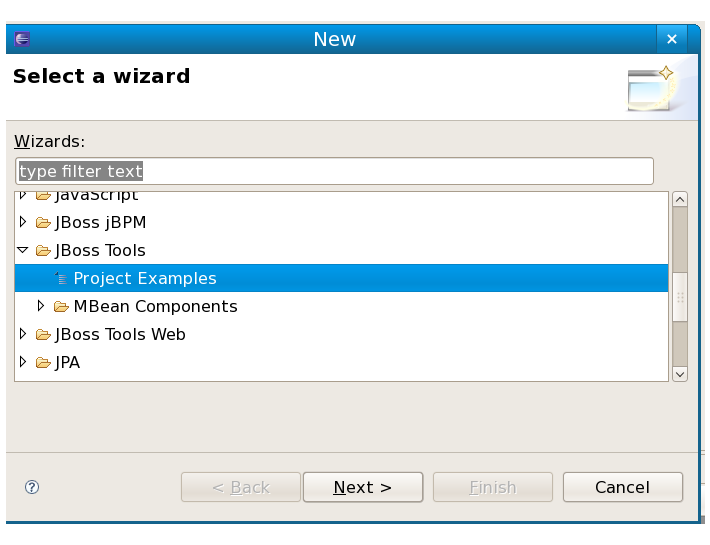 New
Select a wizard
Wizards:
type filter text
JavaScript
JBoss jBPM
JBoss Tools
Project Examples
MBean Components
JBoss Tools Web
JPA
< Back Next > Finish Cancel